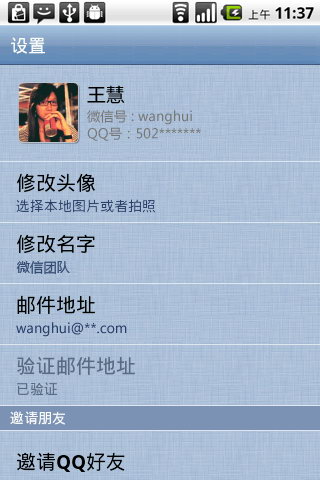 上午 11:37
设置
王慧
微信号：wanghui
QQ号：502*******
修改头像
选择本地图片或者拍照
修改名字
微信团队
邮件地址
wanghui@**.com
验证邮件地址
已验证
邀请朋友
邀请QQ好友